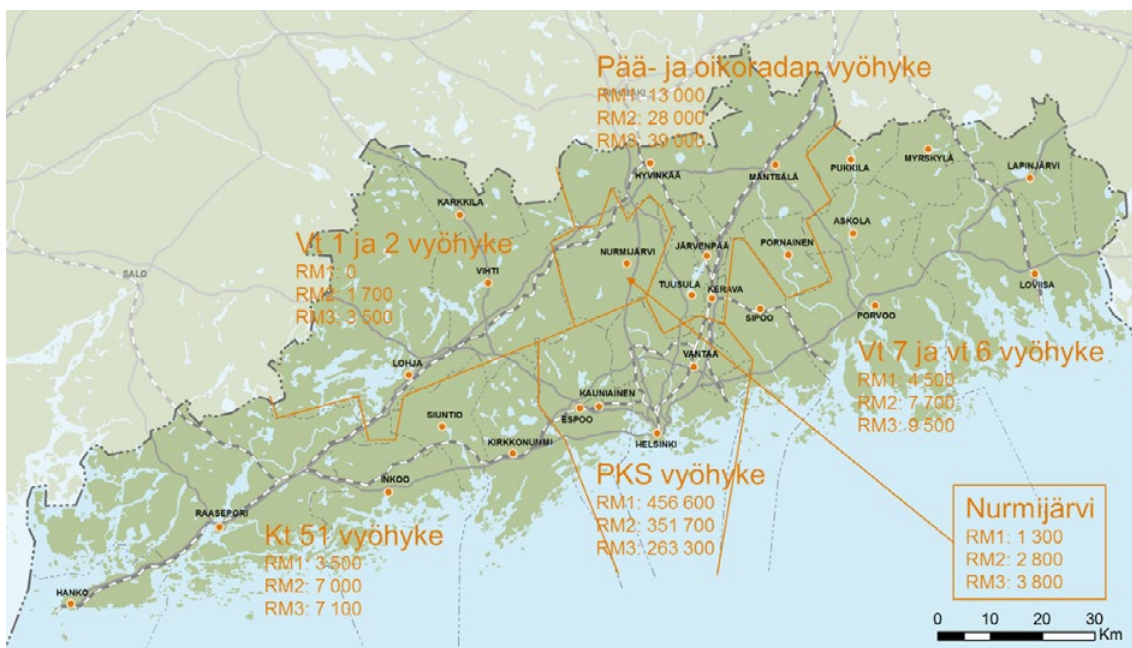 Pää- ja oikoradan vyöhyke
RM1: 13 000
RM2: 28 000
RM3: 39 000
HYVINKÄÄ
MÄNTSÄLÄ
PUKKILA
MYRSKYLÄ
LAPINJÄRVI
KARKKILA
ASKOLA
Vt 1 ja 2 vyöhyke
RM1: 0
RM2: 1 700
RM3: 3 500
SALO
VIHTI
NURMIJÄRVI
JÄRVENPÄÄ
PORNAINEN
TUUSULA
KERAVA
SIPOO
PORVOO
LOVIISA
LOHJA
VANTAA
Vt 7 ja vt 6 vyöhyke
RM1: 4 500
RM2: 7 700
RM3: 9 500
SIUNTIO
KAUNIAINEN
ESPOO
HELSINKI
KIRKKONUMMI
PKS vyöhyke
RM1: 456 600
RM2: 351 700
RM3: 263 300
INKOO
RAASEPORI
Kt 51 vyöhyke
RM1: 3 500
RM2: 7 000
RM3: 7 100
HANKO
Nurmijärvi
RM1: 1 300
RM2: 2 800
RM3: 3 800
0 10 20 30
Km